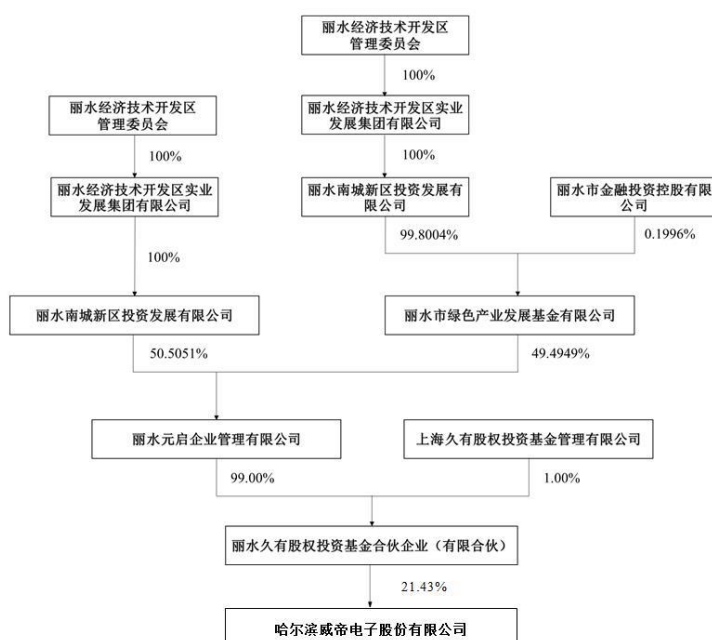 丽水经济技术开发区
管理委员会
100%
丽水经济技术开发区
管理委员会
丽水经济技术开发区实业
发展集团有限公司
100%
100%
丽水经济技术开发区实业
发展集团有限公司
丽水南城新区投资发展有
限公司
丽水市金融投资控股有限
公司
99.8004%
0.1996%
100%
丽水南城新区投资发展有限公司
丽水市绿色产业发展基金有限公司
50.5051%
49.4949%
丽水元启企业管理有限公司
上海久有股权投资基金管理有限公司
99.00%
1.00%
丽水久有股权投资基金合伙企业（有限合伙）
21.43%
哈尔滨威帝电子股份有限公司